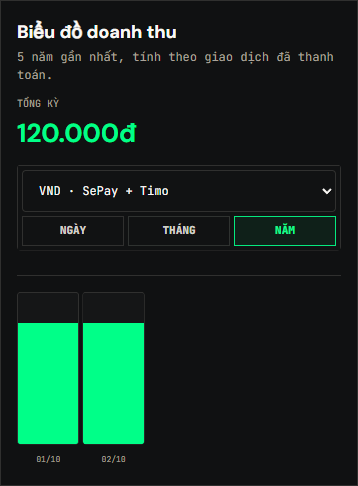 Biểu đồ doanh thu
5 năm gần nhất, tính theo giao dịch đã thanh
toán.
TỔNG KỲ
120.000đ
VND · SePay + Timo
NGÀY THÁNG NĂM
01/10 02/10